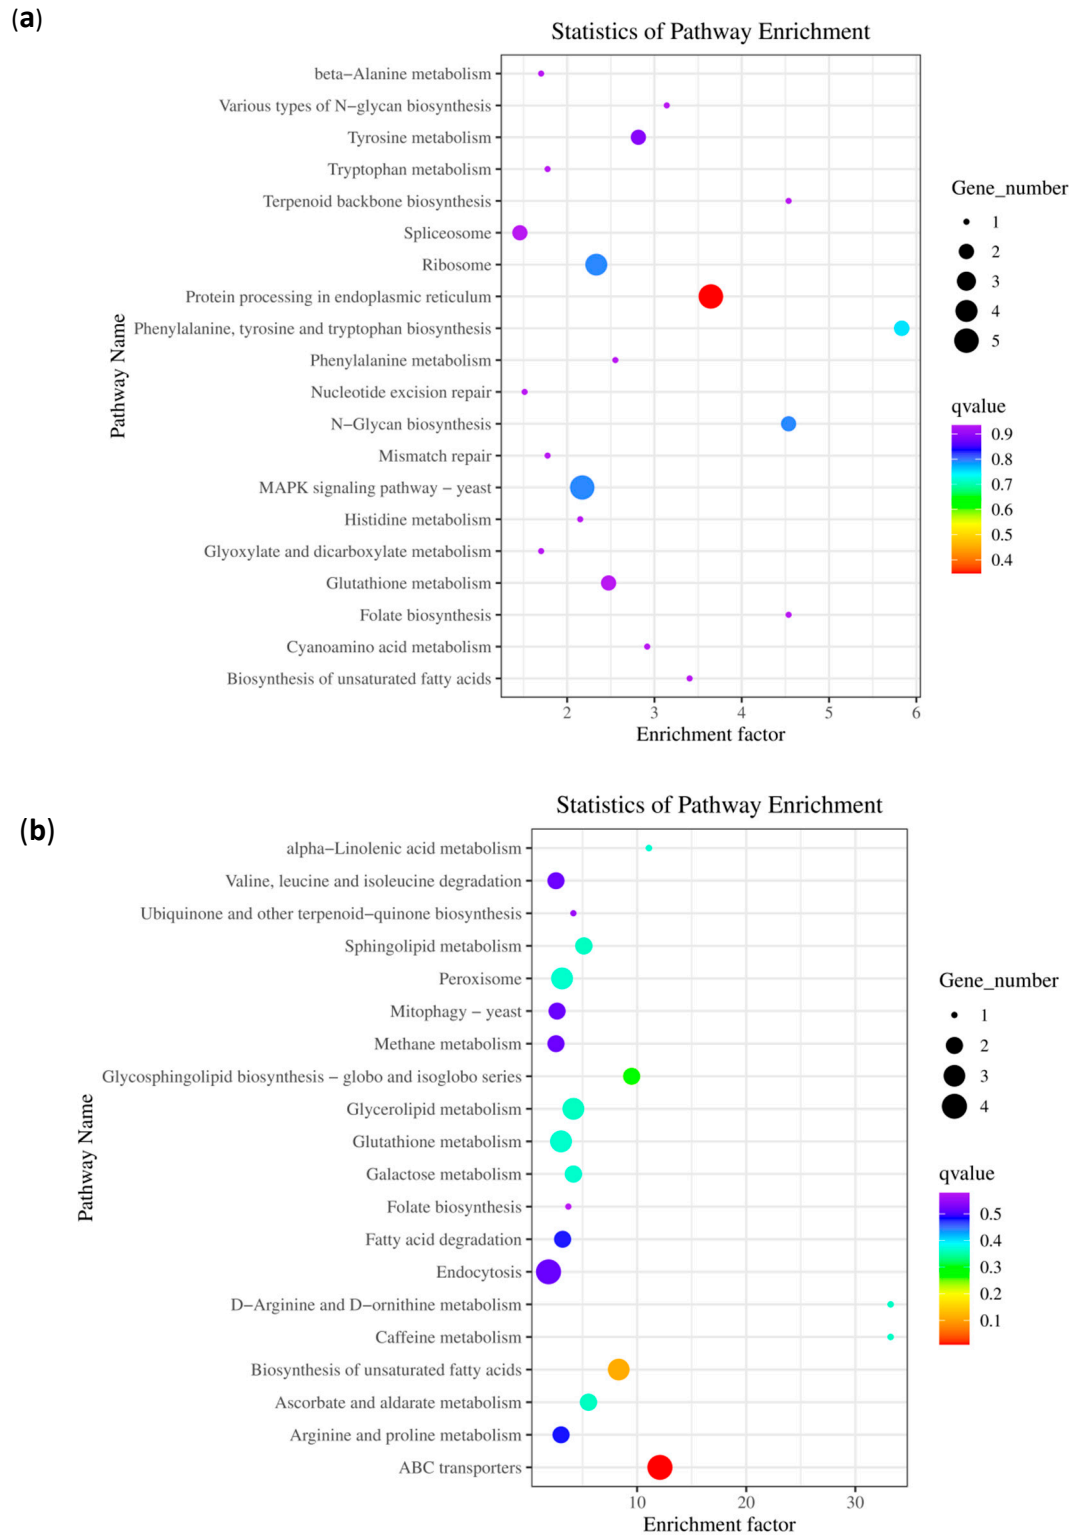 (a)
Statistics of Pathway Enrichment
beta−Alanine metabolism
Various types of N−glycan biosynthesis
Tyrosine metabolism
Tryptophan metabolism
Terpenoid backbone biosynthesis
Spliceosome
Ribosome
Protein processing in endoplasmic reticulum
Phenylalanine, tyrosine and tryptophan biosynthesis
Phenylalanine metabolism
Nucleotide excision repair
N−Glycan biosynthesis
Mismatch repair
MAPK signaling pathway − yeast
Histidine metabolism
Glyoxylate and dicarboxylate metabolism
Glutathione metabolism
Folate biosynthesis
Cyanoamino acid metabolism
Biosynthesis of unsaturated fatty acids
Pathway Name
2 3 4 5 6
Enrichment factor
Gene_number
1
2
3
4
5
qvalue
0.9
0.8
0.7
0.6
0.5
0.4
(b)
Statistics of Pathway Enrichment
alpha−Linolenic acid metabolism
Valine, leucine and isoleucine degradation
Ubiquinone and other terpenoid−quinone biosynthesis
Sphingolipid metabolism
Peroxisome
Mitophagy − yeast
Methane metabolism
Glycosphingolipid biosynthesis − globo and isoglobo series
Glycerolipid metabolism
Glutathione metabolism
Galactose metabolism
Folate biosynthesis
Fatty acid degradation
Endocytosis
D−Arginine and D−ornithine metabolism
Caffeine metabolism
Biosynthesis of unsaturated fatty acids
Ascorbate and aldarate metabolism
Arginine and proline metabolism
ABC transporters
Pathway Name
10 20 30
Enrichment factor
Gene_number
1
2
3
4
qvalue
0.5
0.4
0.3
0.2
0.1